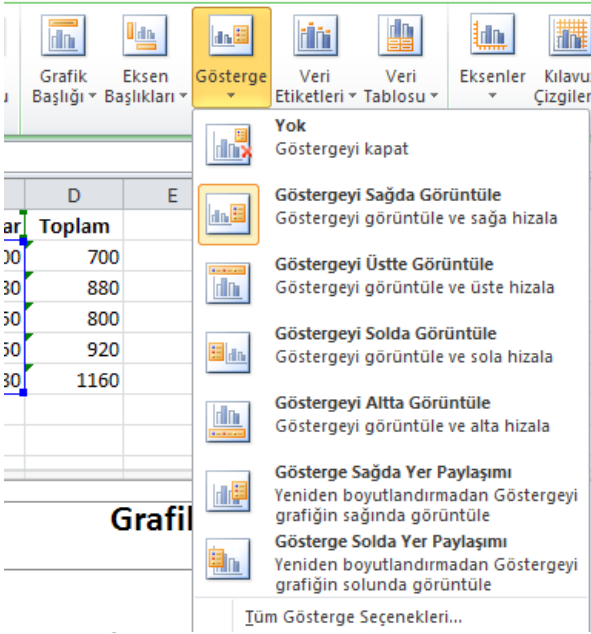 Grafik Eksen Gösterge Veri Veri Eksenler
Başlığı Başlıkları Etiketleri Tablosu Çizgiler
Yok
Göstergeyi kapat
D E
Göstergeyi Sağda Görüntüle
Göstergeyi görüntüle ve sağa hizala
Toplam
700
Göstergeyi Üstte Görüntüle
880
Göstergeyi görüntüle ve üste hizala
800
Göstergeyi Solda Görüntüle
920
Göstergeyi görüntüle ve sola hizala
1160
Göstergeyi Altta Görüntüle
Göstergeyi görüntüle ve alta hizala
Gösterge Sağda Yer Paylaşımı
Yeniden boyutlandırmadan Göstergeyi
grafiğin sağında görüntüle
Gösterge Solda Yer Paylaşımı
Yeniden boyutlandırmadan Göstergeyi
grafiğin solunda görüntüle
Tüm Gösterge Seçenekleri...